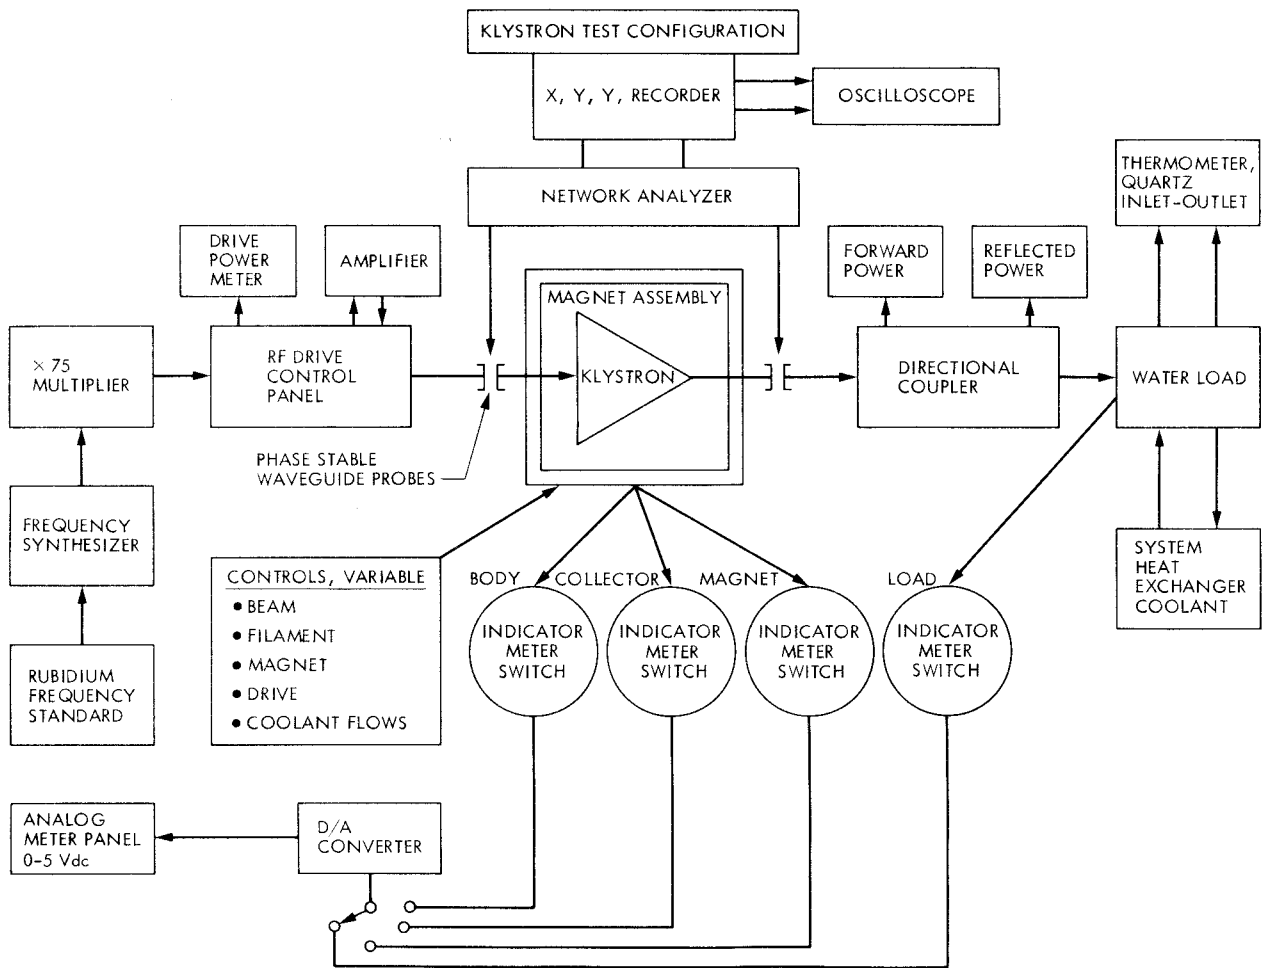 KLYSTRON TEST CONFIGURATION
X, Y, Y, RECORDER
OSCILLOSCOPE
NETWORK ANALYZER
THERMOMETER,
QUARTZ
INLET-OUTLET
DRIVE
POWER
METER
AMPLIFIER
FORWARD
POWER
REFLECTED
POWER
MAGNET ASSEMBLY
× 75
MULTIPLIER
RF DRIVE
CONTROL
PANEL
KLYSTRON
DIRECTIONAL
COUPLER
WATER LOAD
PHASE STABLE
WAVEGUIDE PROBES
FREQUENCY
SYNTHESIZER
SYSTEM
HEAT
EXCHANGER
COOLANT
CONTROLS, VARIABLE
• BEAM
• FILAMENT
• MAGNET
• DRIVE
• COOLANT FLOWS
BODY
COLLECTOR
MAGNET
LOAD
INDICATOR
METER
SWITCH
INDICATOR
METER
SWITCH
INDICATOR
METER
SWITCH
INDICATOR
METER
SWITCH
RUBIDIUM
FREQUENCY
STANDARD
ANALOG
METER PANEL
0-5 Vdc
D/A
CONVERTER